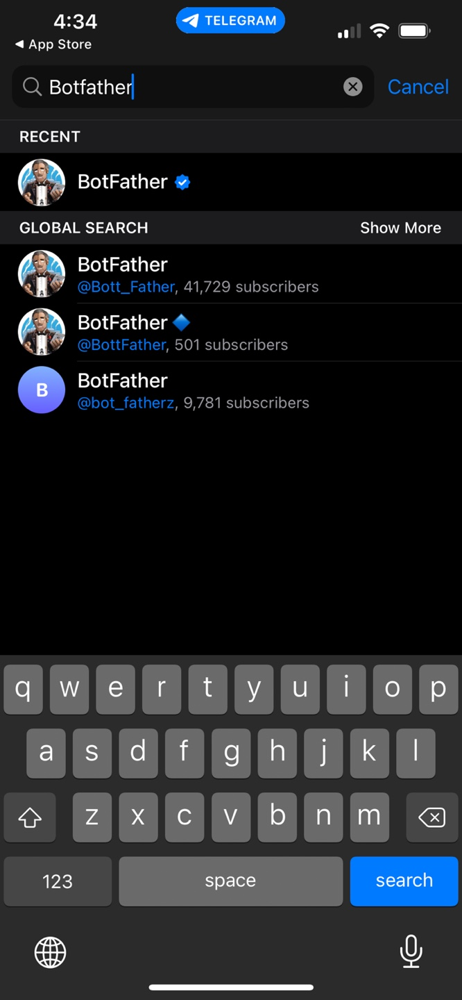 4:34
TELEGRAM
◀ App Store
Botfather
Cancel
RECENT
BotFather
GLOBAL SEARCH
Show More
BotFather
@Bott_Father, 41,729 subscribers
BotFather
@BottFather, 501 subscribers
B
BotFather
@bot_fatherz, 9,781 subscribers
q w e r t y u i o p
a s d f g h j k l
z x c v b n m
123 space search